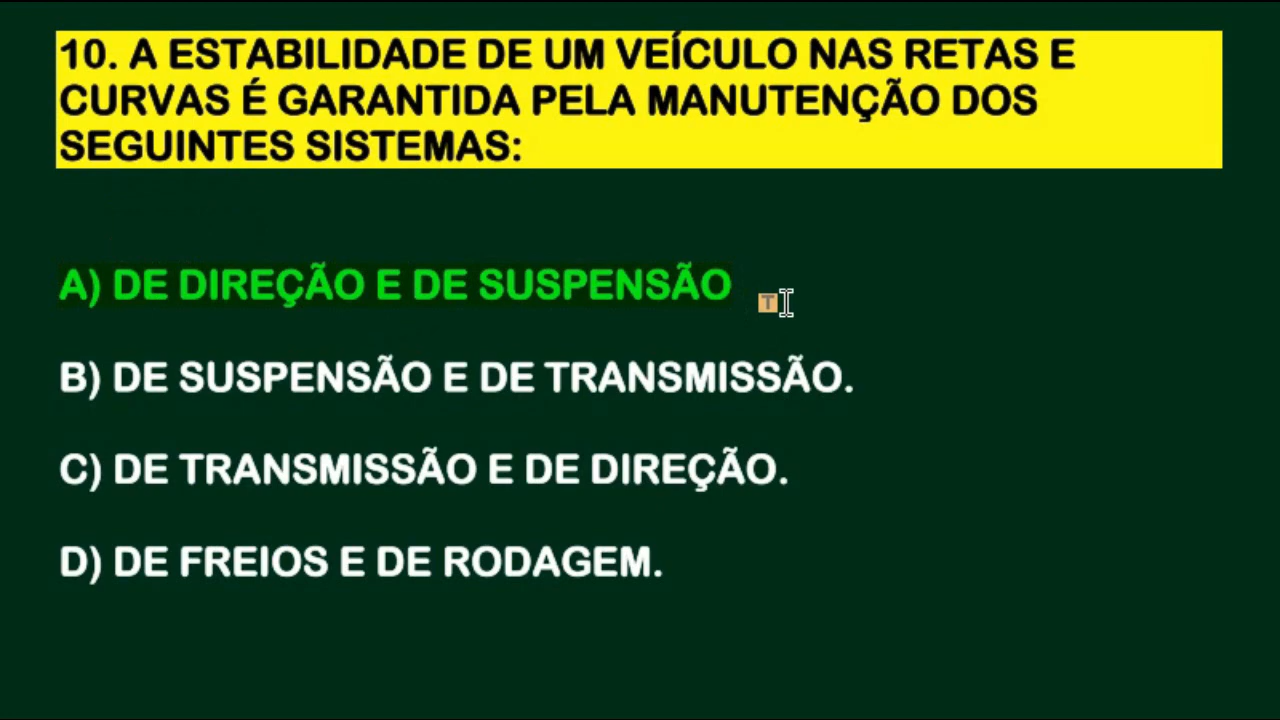 10. A ESTABILIDADE DE UM VEÍCULO NAS RETAS E
CURVAS É GARANTIDA PELA MANUTENÇÃO DOS
SEGUINTES SISTEMAS:
A) DE DIREÇÃO E DE SUSPENSÃO
T
B) DE SUSPENSÃO E DE TRANSMISSÃO.
C) DE TRANSMISSÃO E DE DIREÇÃO.
D) DE FREIOS E DE RODAGEM.